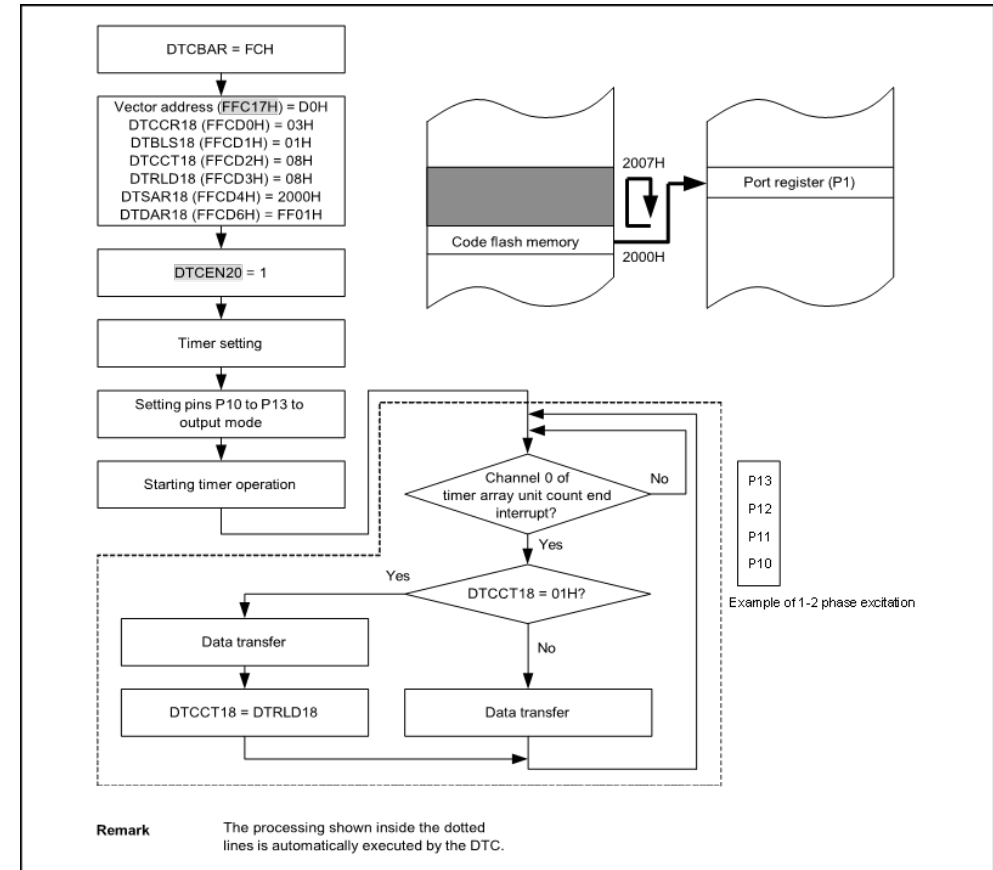 DTCBAR = FCH
Vector address (FFC17H) = D0H
DTCCR18 (FFCD0H) = 03H
DTBLS18 (FFCD1H) = 01H
DTCCT18 (FFCD2H) = 08H
DTRLD18 (FFCD3H) = 08H
DTSAR18 (FFCD4H) = 2000H
DTDAR18 (FFCD6H) = FF01H
DTCEN20 = 1
Timer setting
Setting pins P10 to P13 to
output mode
Starting timer operation
2007H
Port register (P1)
Code flash memory
2000H
Channel 0 of
timer array unit count end
interrupt?
No
Yes
DTCCT18 = 01H?
Yes
No
Data transfer
DTCCT18 = DTRLD18
Data transfer
P13
P12
P11
P10
Example of 1-2 phase excitation
Remark
The processing shown inside the dotted
lines is automatically executed by the DTC.